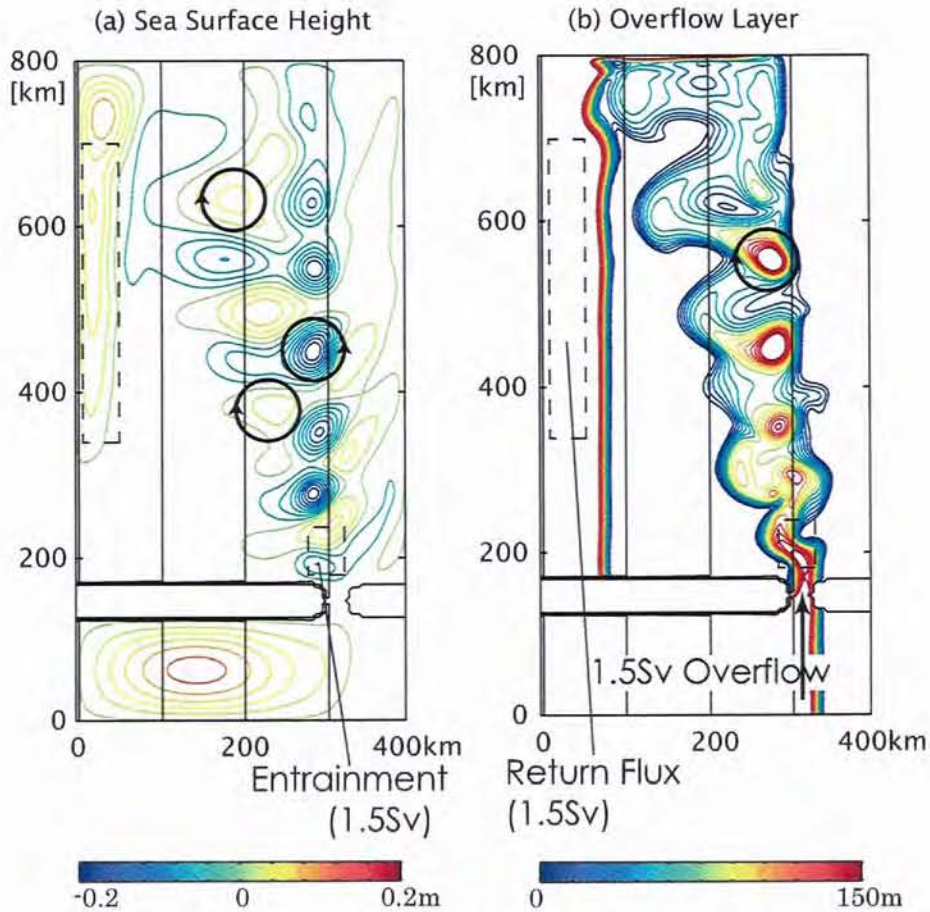 (a) Sea Surface Height
(b) Overflow Layer
800
[km]
600
400
200
0
0
200
400km
Entrainment
(1.5Sv)
-0.2
0
0.2m
800
[km]
600
400
200
0
1.5Sv Overflow
0
200
400km
Return Flux
(1.5Sv)
0
150m